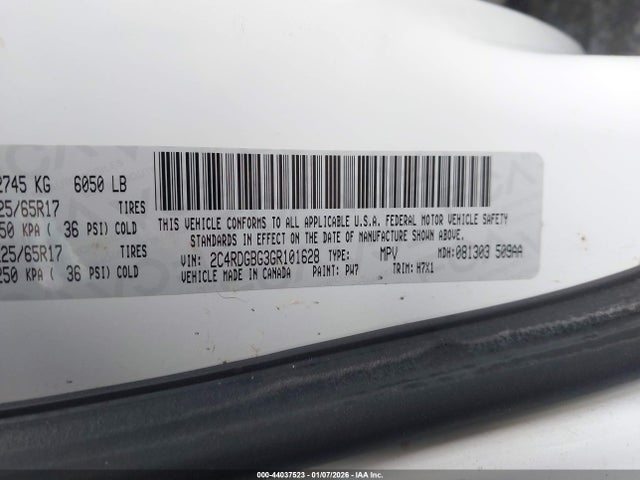 2745 KG 6050 LB
25/65R17 TIRES
50 KPA ( 36 PSI) COLD
25/65R17 TIRES
250 KPA ( 36 PSI) COLD
THIS VEHICLE CONFORMS TO ALL APPLICABLE U.S.A. FEDERAL MOTOR VEHICLE SAFETY
STANDARDS IN EFFECT ON THE DATE OF MANUFACTURE SHOWN ABOVE.
VIN: 2C4RDGBG3GR101628 TYPE: MPV MDH: 081303 509AA
MADE IN CANADA PAINT: PW7 TRIM: H7X1
000-44037523 - 01/07/2026 - IAA Inc.